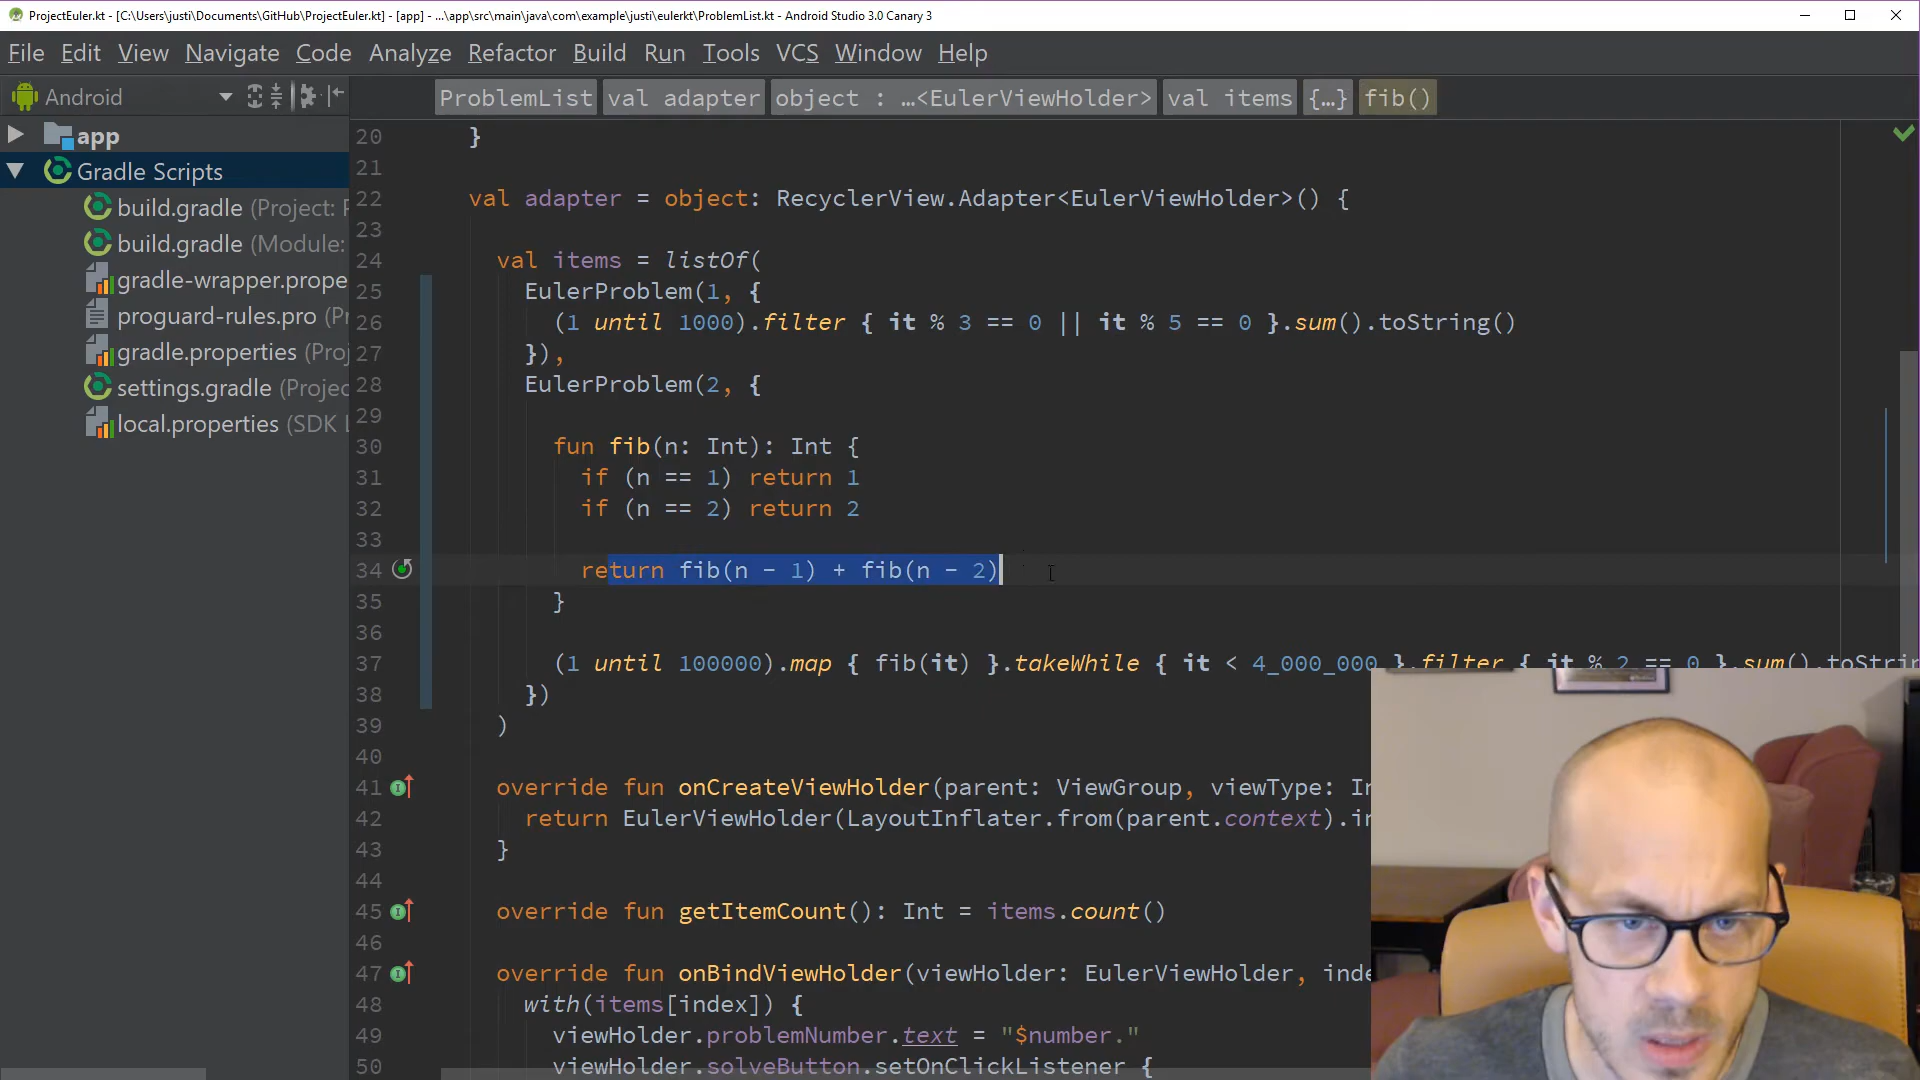 ProjectEuler.kt - [C:\Users\justi\Documents\GitHub\ProjectEuler.kt] - [app] - ...\app\src\main\java\com\example\justi\eulerkt\ProblemList.kt - Android Studio 3.0 Canary 3
File Edit View Navigate Code Analyze Refactor Build Run Tools VCS Window Help
Android
ProblemList val adapter object : …<EulerViewHolder> val items {…} fib()
app
Gradle Scripts
build.gradle (Project:
build.gradle (Module:
gradle-wrapper.prope
proguard-rules.pro (Pr
gradle.properties (Proj
settings.gradle (Projec
local.properties (SDK L
20 }
21
22 val adapter = object: RecyclerView.Adapter<EulerViewHolder>() {
23
24 val items = listOf(
25 EulerProblem(1, {
26 (1 until 1000).filter { it % 3 == 0 || it % 5 == 0 }.sum().toString()
27 }),
28 EulerProblem(2, {
29
30 fun fib(n: Int): Int {
31 if (n == 1) return 1
32 if (n == 2) return 2
33
34 return fib(n - 1) + fib(n - 2)
35 }
36
37 (1 until 100000).map { fib(it) }.takeWhile { it < 4_000_000 }.filter { it % 2 == 0 }.sum().toStrin
38 })
39 )
40
41 override fun onCreateViewHolder(parent: ViewGroup, viewType: In
42 return EulerViewHolder(LayoutInflater.from(parent.context).in
43 }
44
45 override fun getItemCount(): Int = items.count()
46
47 override fun onBindViewHolder(viewHolder: EulerViewHolder, inde
48 with(items[index]) {
49 viewHolder.problemNumber.text = "$number."
50 viewHolder.solveButton.setOnClickListener {